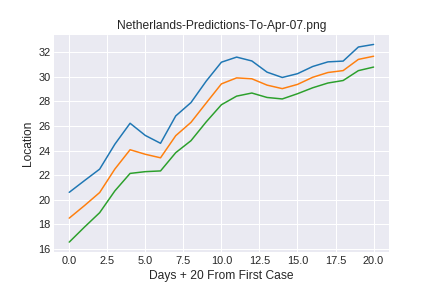 Netherlands-Predictions-To-Apr-07.png
32
30
28
26
24
22
20
18
16
Location
0.0 2.5 5.0 7.5 10.0 12.5 15.0 17.5 20.0
Days + 20 From First Case